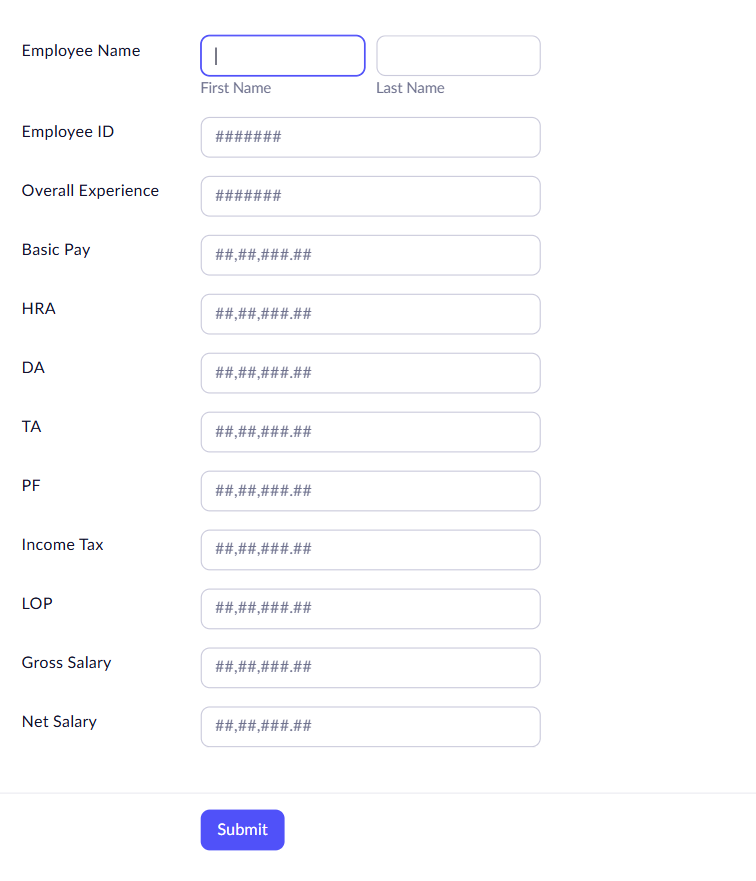 Employee Name
First Name Last Name
Employee ID #######
Overall Experience #######
Basic Pay ##,##,###.##
HRA ##,##,###.##
DA ##,##,###.##
TA ##,##,###.##
PF ##,##,###.##
Income Tax ##,##,###.##
LOP ##,##,###.##
Gross Salary ##,##,###.##
Net Salary ##,##,###.##
Submit